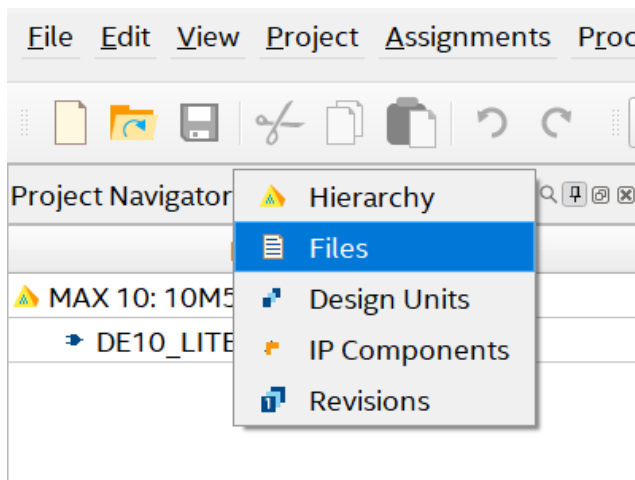 File Edit View Project Assignments Proc
Project Navigator
Hierarchy
Files
MAX 10: 10M5
Design Units
DE10_LITE
IP Components
Revisions